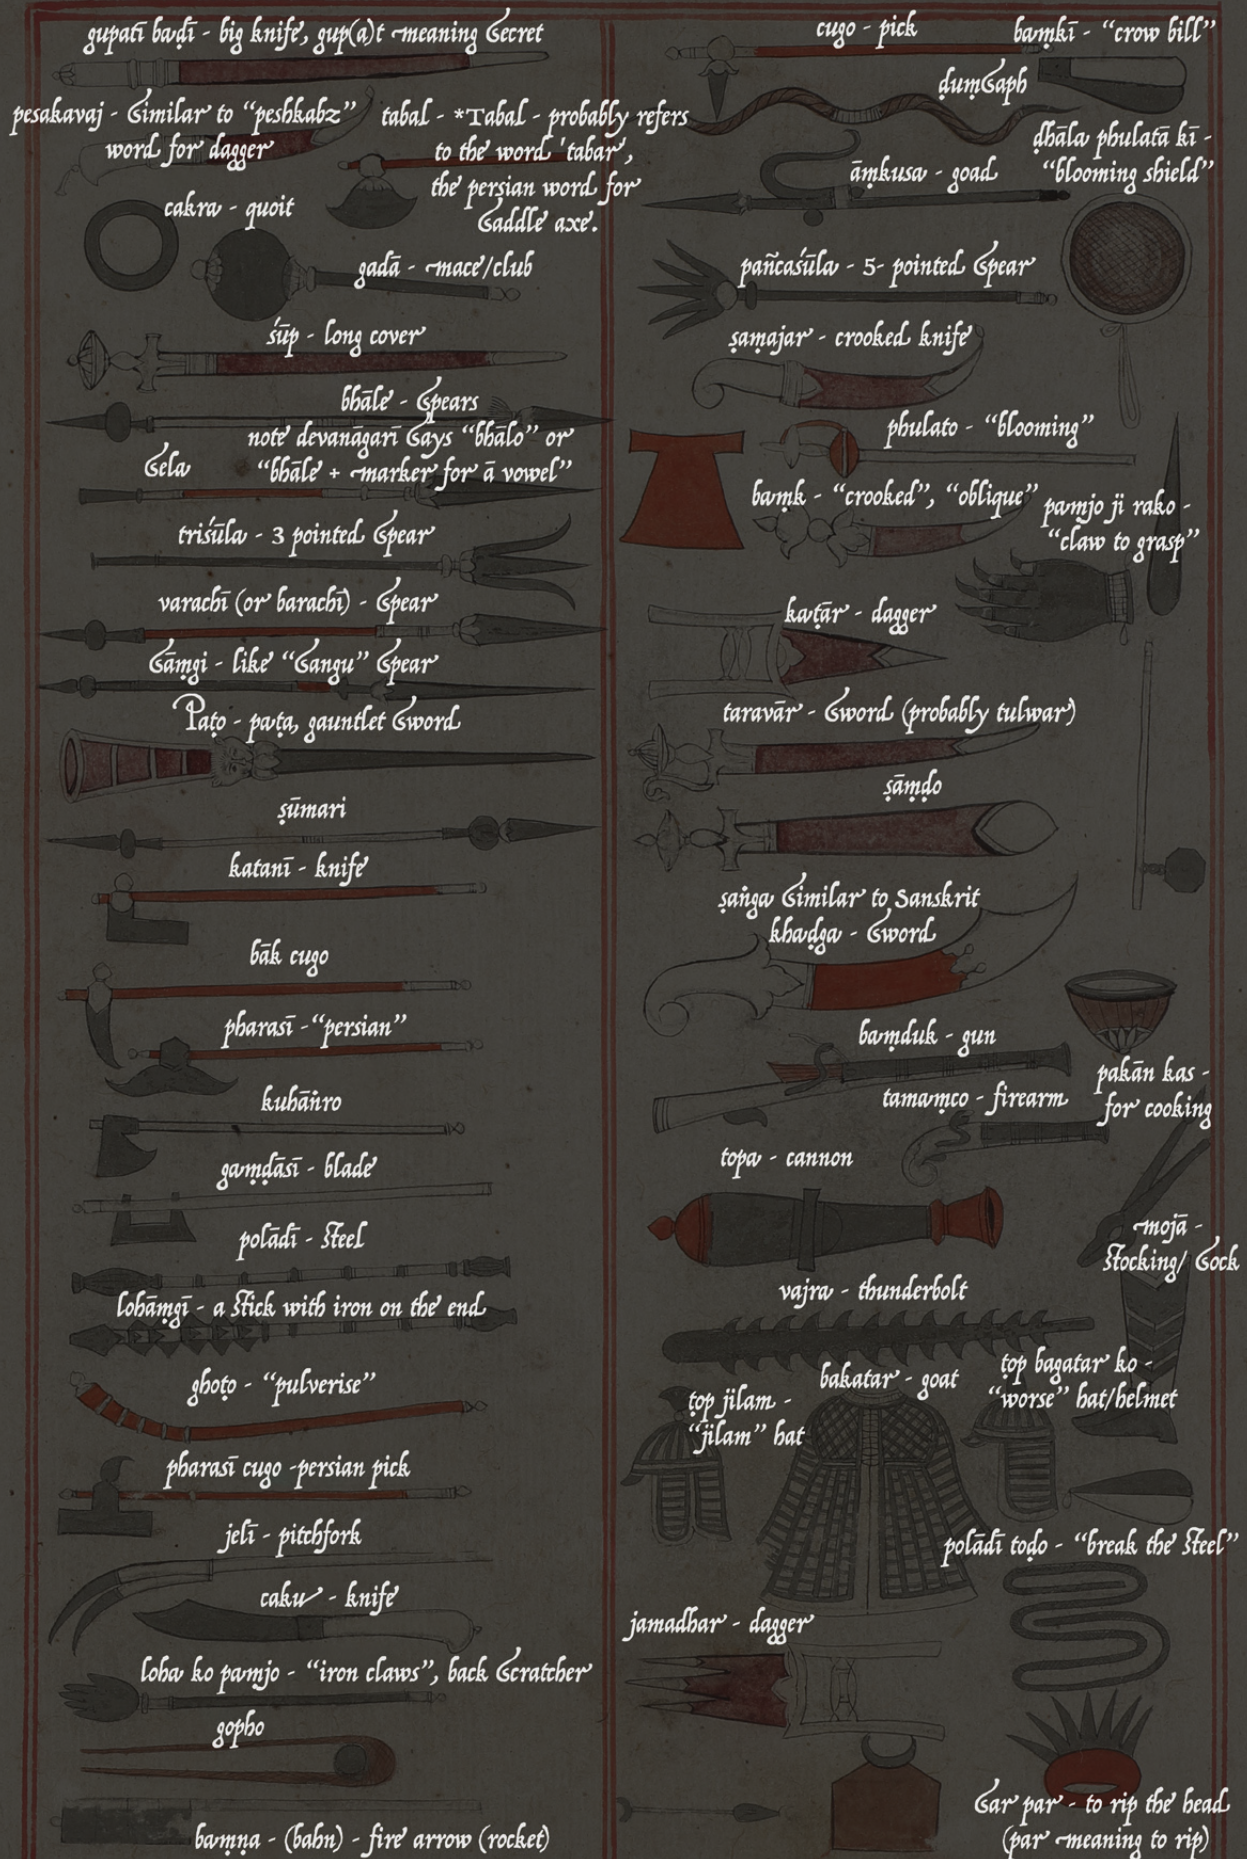 gupatī baḍī - big knife, gup(a)t meaning Secret
pesakavaj - Similar to “peshkabz”
word for dagger
tabal - *Tabal - probably refers
to the word 'tabar',
the persian word for
Saddle axe.
cakra - quoit
gadā - mace/club
śūp - long cover
bhāle - Spears
note devanāgarī Says “bhālo” or
“bhāle + marker for ā vowel”
Sela
triśūla - 3 pointed Spear
varachī (or barachī) - Spear
Sāṃgi - like “Sangu” Spear
Paṭo - paṭa, gauntlet Sword
ṣūmari
katanī - knife
bāk cugo
pharasī -“persian”
kuhāṅro
gaṃḍāsī - blade
polādī - Steel
lohāṃgī - a Stick with iron on the end
ghoṭo - “pulverise”
pharasī cugo -persian pick
jelī - pitchfork
caku - knife
loha ko paṃjo - “iron claws”, back Scratcher
gopho
baṃṇa - (bahn) - fire arrow (rocket)
cugo - pick
baṃkī - “crow bill”
ḍuṃSaph
ḍhāla phulatā kī -
“blooming shield”
āṃkusa - goad
pañcaśūla - 5- pointed Spear
ṣaṃajar - crooked knife
phulato - “blooming”
baṃk - “crooked”, “oblique”
paṃjo ji rako -
“claw to grasp”
kaṭār - dagger
taravār - Sword (probably tulwar)
ṣāṃḍo
ṣaṅga Similar to Sanskrit
khaḍga - Sword
baṃduk - gun
pakān kas -
for cooking
tamaṃco - firearm
topa - cannon
mojā -
Stocking/ Sock
vajra - thunderbolt
top bagatar ko -
“worse” hat/helmet
bakatar - goat
ṭop jilam -
“jilam” hat
polādī toḍo - “break the Steel”
jamadhar - dagger
Sar par - to rip the head
(par meaning to rip)